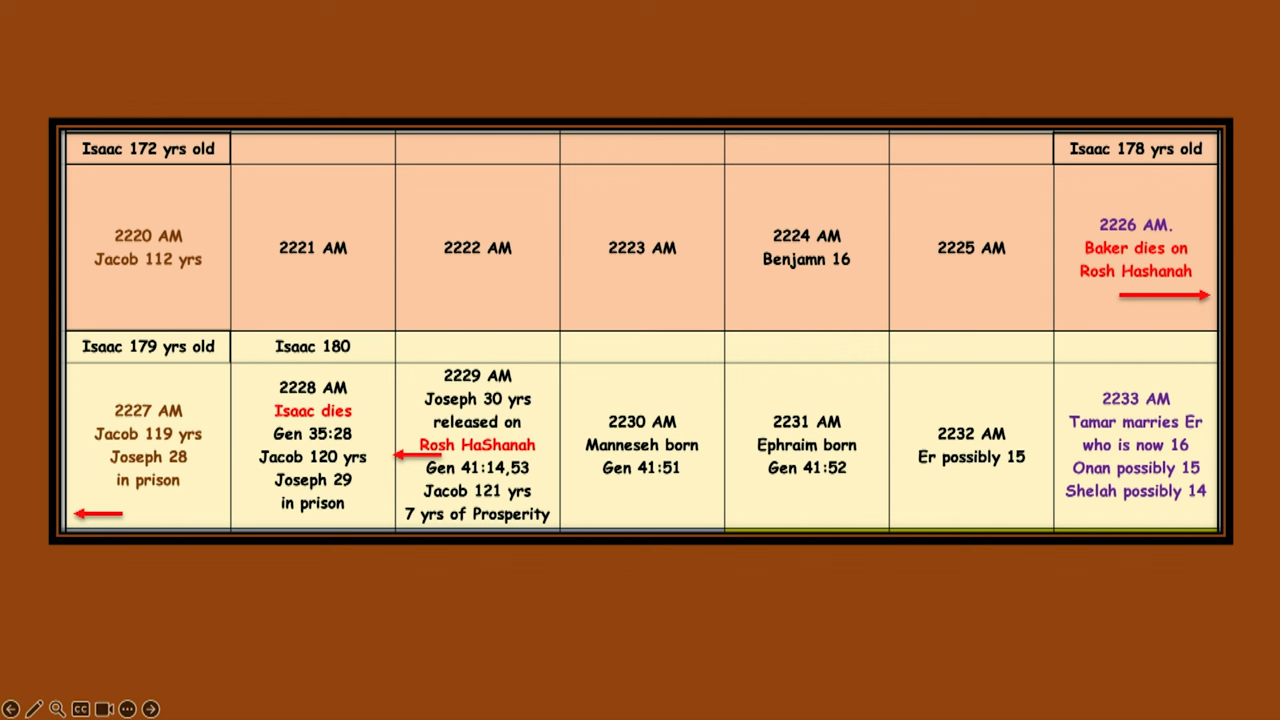 Isaac 172 yrs old
Isaac 178 yrs old
2220 AM
Jacob 112 yrs
2221 AM
2222 AM
2223 AM
2224 AM
Benjamn 16
2225 AM
2226 AM.
Baker dies on
Rosh Hashanah
Isaac 179 yrs old
Isaac 180
2227 AM
Jacob 119 yrs
Joseph 28
in prison
2228 AM
Isaac dies
Gen 35:28
Jacob 120 yrs
Joseph 29
in prison
2229 AM
Joseph 30 yrs
released on
Rosh HaShanah
Gen 41:14,53
Jacob 121 yrs
7 yrs of Prosperity
2230 AM
Manneseh born
Gen 41:51
2231 AM
Ephraim born
Gen 41:52
2232 AM
Er possibly 15
2233 AM
Tamar marries Er
who is now 16
Onan possibly 15
Shelah possibly 14
CC